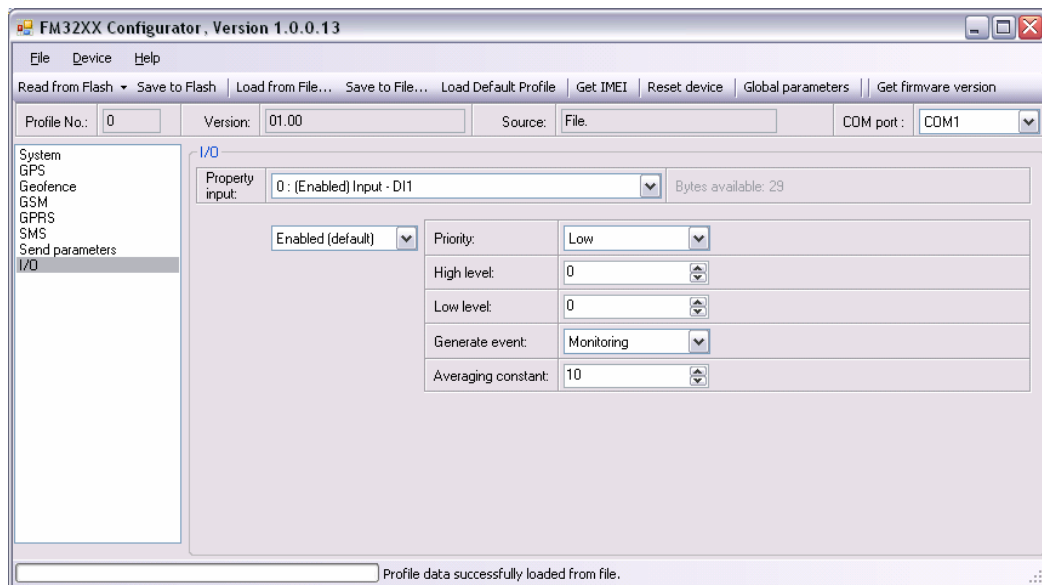 FM32XX Configurator, Version 1.0.0.13
File Device Help
Read from Flash Save to Flash Load from File... Save to File... Load Default Profile Get IMEI Reset device Global parameters Get firmvare version
Profile No.: 0 Version: 01.00 Source: File. COM port : COM1
System
GPS
Geofence
GSM
GPRS
SMS
Send parameters
I/O
I/O
Property input: 0 : (Enabled) Input - DI1 Bytes available: 29
Enabled (default) Priority: Low
High level: 0
Low level: 0
Generate event: Monitoring
Averaging constant: 10
Profile data successfully loaded from file.